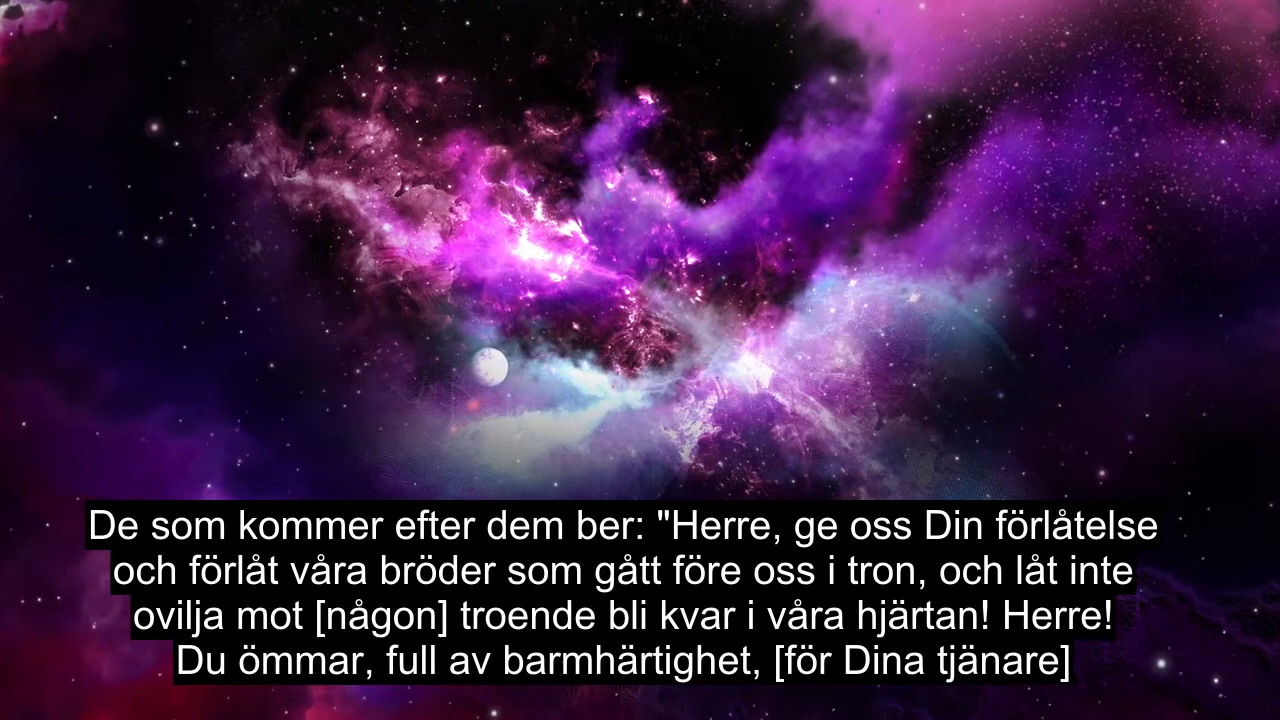 De som kommer efter dem ber: "Herre, ge oss Din förlåtelse
och förlåt våra bröder som gått före oss i tron, och låt inte
ovilja mot [någon] troende bli kvar i våra hjärtan! Herre!
Du ömmar, full av barmhärtighet, [för Dina tjänare]